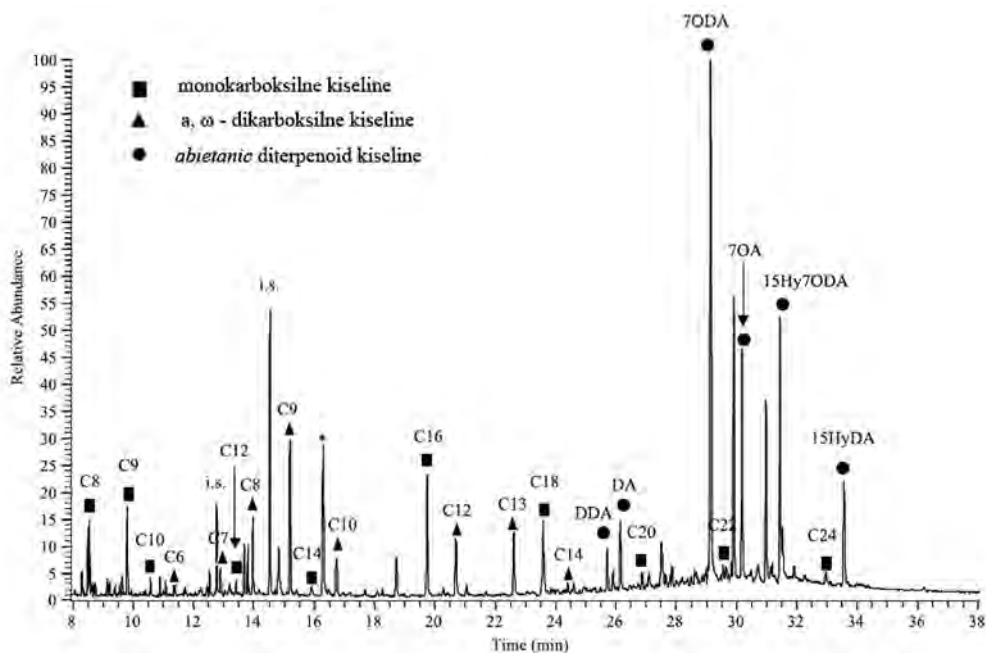 7ODA
100
95
90
85
80
75
70
65
60
55
50
45
40
35
30
25
20
15
10
5
0
Relative Abundance
monokarboksilne kiseline
a, ω - dikarboksilne kiseline
abietanic diterpenoid kiseline
7OA
15Hy7ODA
i.s.
C9
*
C16
C12
C9
C8
i.s.
C8
C10
C6
C7
C14
C10
C12
C13
C18
C14
DDA
DA
C20
C22
15HyDA
C24
8 10 12 14 16 18 20 22 24 26 28 30 32 34 36 38
Time (min)